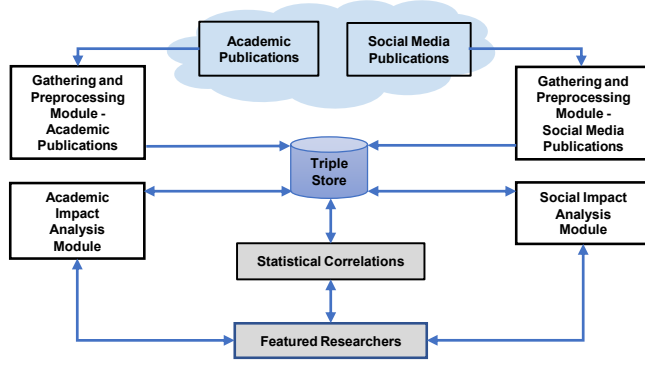 Academic
Publications
Social Media
Publications
Gathering and
Preprocessing
Module -
Academic
Publications
Gathering and
Preprocessing
Module -
Social Media
Publications
Triple
Store
Academic
Impact
Analysis
Module
Social Impact
Analysis
Module
Statistical Correlations
Featured Researchers